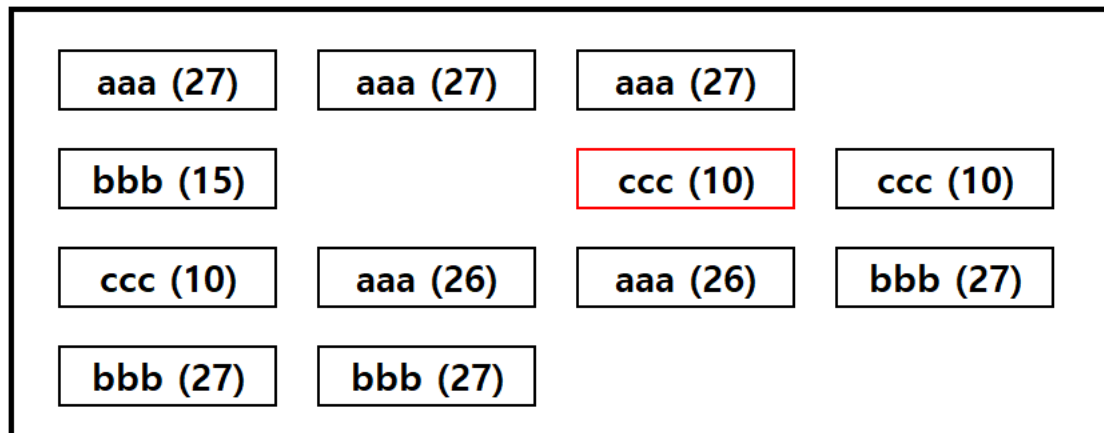 aaa (27) aaa (27) aaa (27)
bbb (15) ccc (10) ccc (10)
ccc (10) aaa (26) aaa (26) bbb (27)
bbb (27) bbb (27)